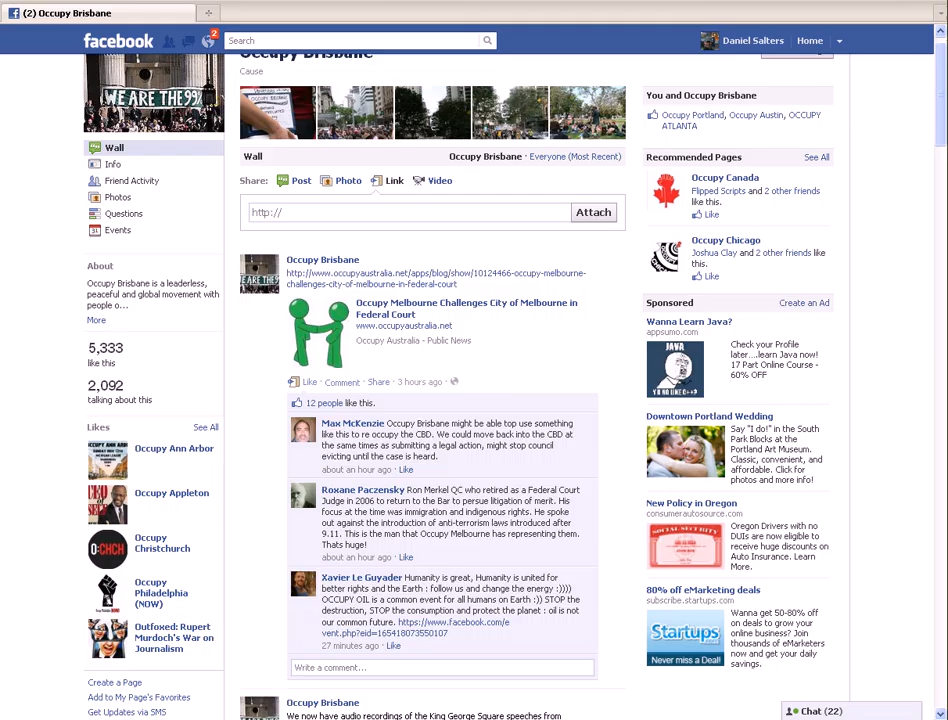 (2) Occupy Brisbane
facebook
2
Search
Daniel Salters
Home
WE ARE THE 99%
Wall
Info
Friend Activity
Photos
Questions
Events
About
Occupy Brisbane is a leaderless,
peaceful and global movement with
people o...
More
5,333
like this
2,092
talking about this
Likes
See All
Occupy Ann Arbor
Occupy Appleton
CEO of SELF
Occupy
Christchurch
O:CHCH
Occupy
Philadelphia
(NOW)
Outfoxed: Rupert
Murdoch's War on
Journalism
Create a Page
Add to My Page's Favorites
Get Updates via SMS
Occupy Brisbane
Cause
Wall
Occupy Brisbane · Everyone (Most Recent)
Share:
Post
Photo
Link
Video
http://
Attach
Occupy Brisbane
http://www.occupyaustralia.net/apps/blog/show/10124466-occupy-melbourne-
challenges-city-of-melbourne-in-federal-court
Occupy Melbourne Challenges City of Melbourne in
Federal Court
www.occupyaustralia.net
Occupy Australia - Public News
Like · Comment · Share · 3 hours ago ·
12 people like this.
Max McKenzie Occupy Brisbane might be able top use something
like this to re occupy the CBD. We could move back into the CBD at
the same times as submitting a legal action, might stop council
evicting until the case is heard.
about an hour ago · Like
Roxane Paczensky Ron Merkel QC who retired as a Federal Court
Judge in 2006 to return to the Bar to persue litigation of merit. His
focus at the time was immigration and indigenous rights. He spoke
out against the introduction of anti-terrorism laws introduced after
9.11. This is the man that Occupy Melbourne has representing them.
Thats huge!
about an hour ago · Like
Xavier Le Guyader Humanity is great, Humanity is united for
better rights and the Earth : follow us and change the energy :))))
OCCUPY OIL is a common event for all humans on Earth :)) STOP the
destruction, STOP the consumption and protect the planet : oil is not
our common future. https://www.facebook.com/e
vent.php?eid=165418073550107
27 minutes ago · Like
Write a comment...
Occupy Brisbane
We now have audio recordings of the King George Square speeches from
You and Occupy Brisbane
Occupy Portland, Occupy Austin, OCCUPY
ATLANTA
Recommended Pages
See All
Occupy Canada
Flipped Scripts and 2 other friends
like this.
Like
Occupy Chicago
Joshua Clay and 2 other friends like
this.
Like
Sponsored
Create an Ad
Wanna Learn Java?
appsumo.com
JAVA
Check your Profile
later....learn Java now!
17 Part Online Course -
60% OFF
Downtown Portland Wedding
Say "I do!" in the South
Park Blocks at the
Portland Art Museum.
Classic, convenient, and
affordable. Click for
photos and more info!
New Policy in Oregon
consumerautosource.com
SOCIAL SECURITY
Oregon Drivers with no
DUIs are now eligible to
receive huge discounts on
Auto Insurance. Learn
More.
80% off eMarketing deals
subscribe.startups.com
Startups
Never miss a Deal!
Wanna get 50-80% off
on deals to grow your
online business? Join
thousands of eMarketers
now and get your daily
savings.
Chat (22)